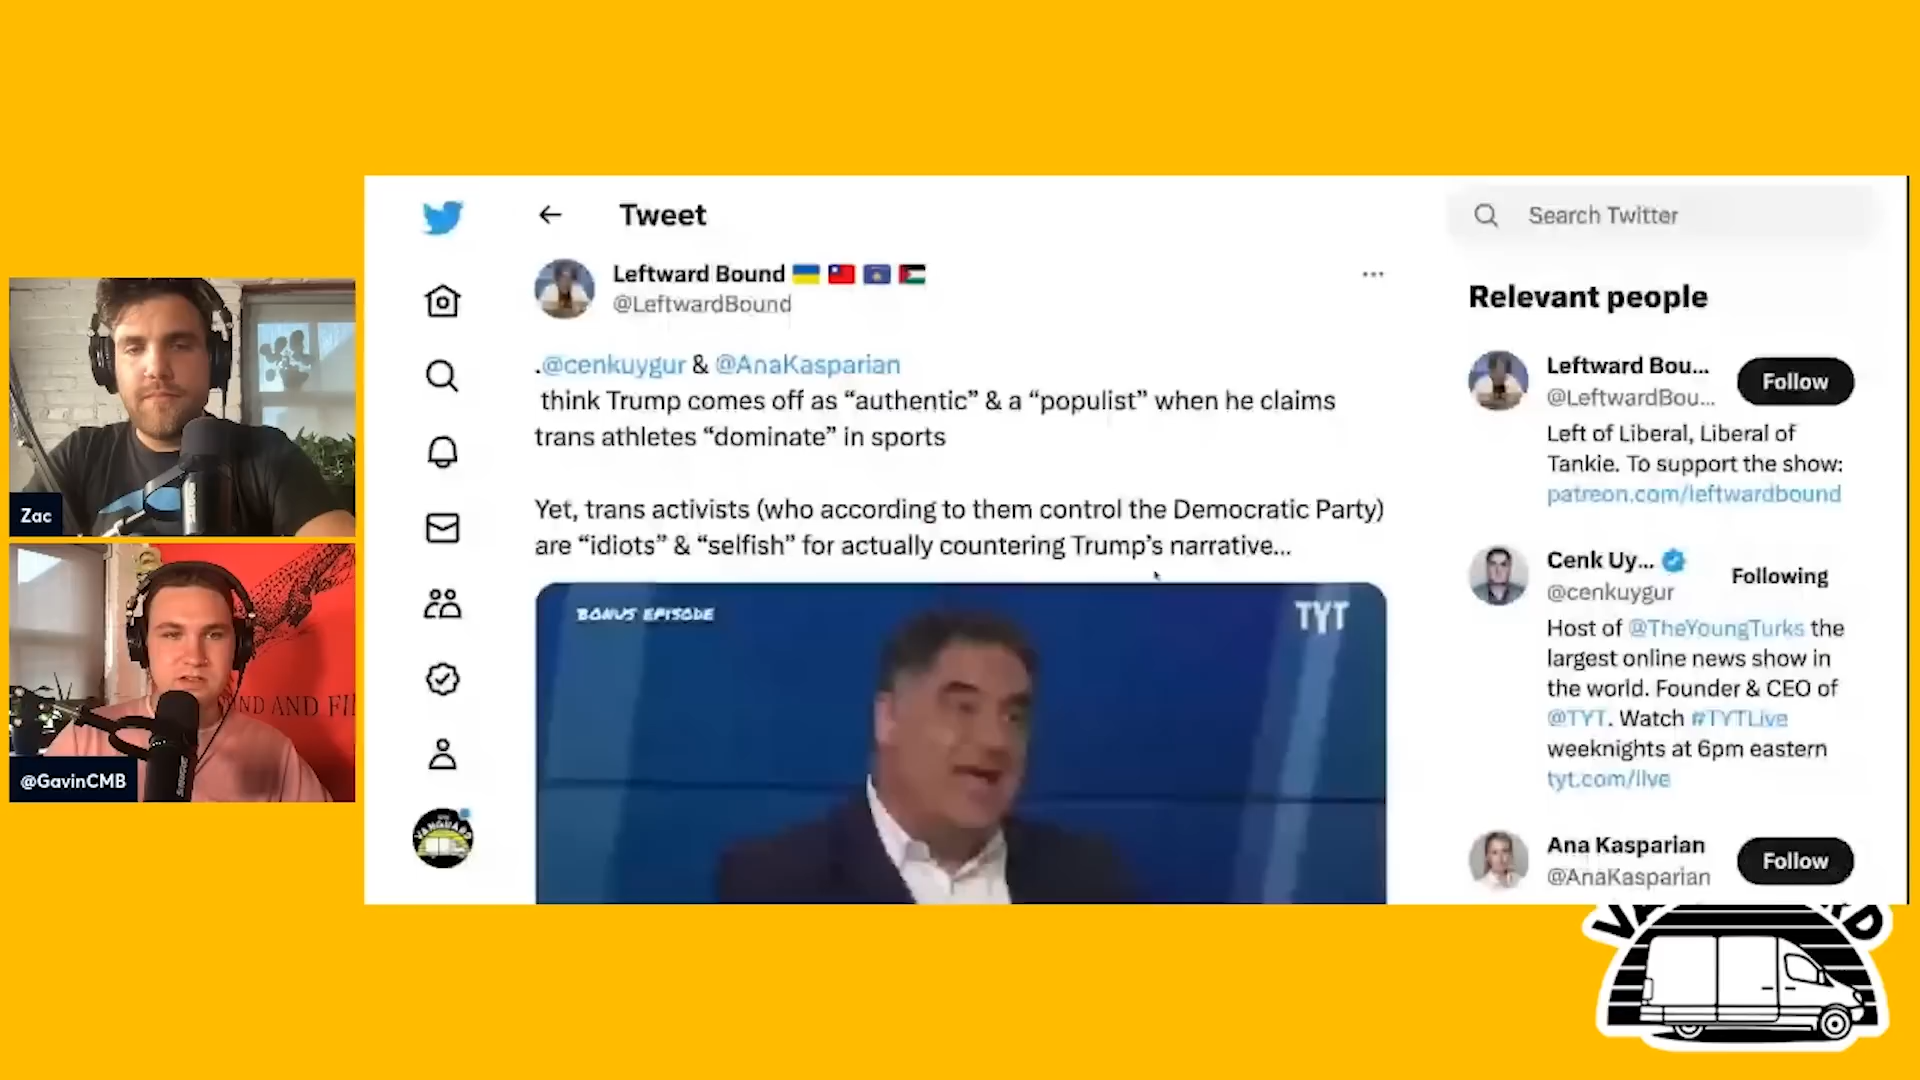 Tweet
Search Twitter
Leftward Bound
@LeftwardBound
.@cenkuygur & @AnaKasparian
think Trump comes off as “authentic” & a “populist” when he claims
trans athletes “dominate” in sports
Yet, trans activists (who according to them control the Democratic Party)
are “idiots” & “selfish” for actually countering Trump’s narrative...
BONUS EPISODE
TYT
Relevant people
Leftward Bou...
@LeftwardBou...
Follow
Left of Liberal, Liberal of
Tankie. To support the show:
patreon.com/leftwardbound
Cenk Uy...
@cenkuygur
Following
Host of @TheYoungTurks the
largest online news show in
the world. Founder & CEO of
@TYT. Watch #TYTLive
weeknights at 6pm eastern
tyt.com/live
Ana Kasparian
@AnaKasparian
Follow
Zac
@GavinCMB
AND
VANGUARD